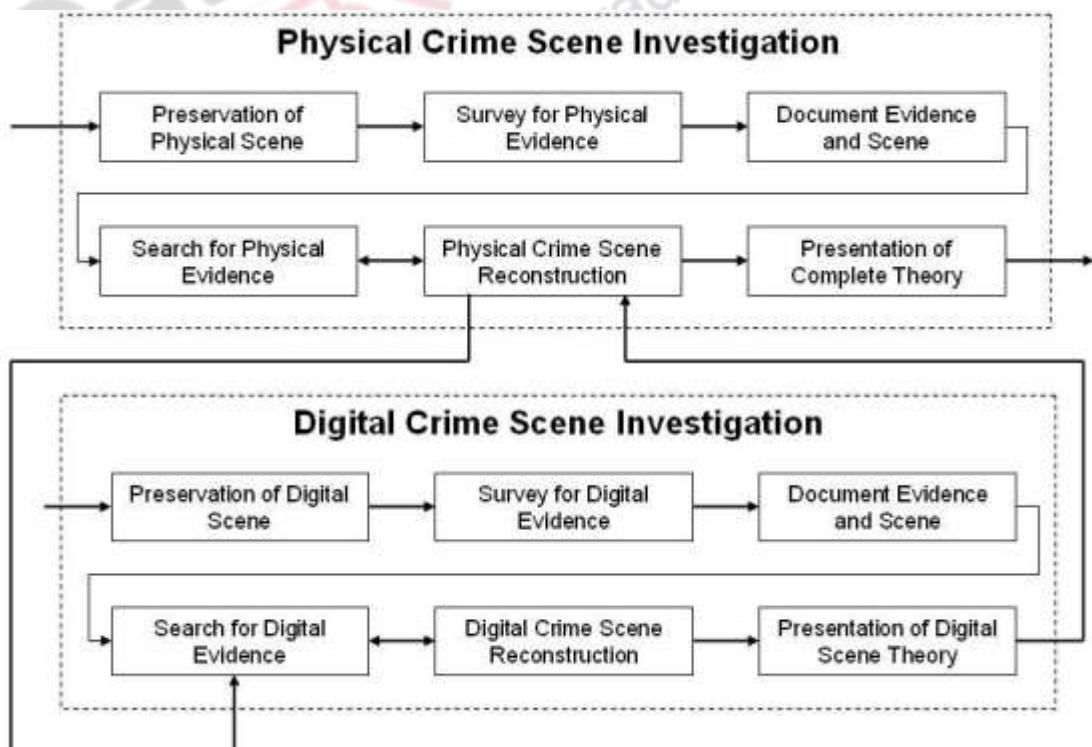 Physical Crime Scene Investigation
Preservation of
Physical Scene
Survey for Physical
Evidence
Document Evidence
and Scene
Search for Physical
Evidence
Physical Crime Scene
Reconstruction
Presentation of
Complete Theory
Digital Crime Scene Investigation
Preservation of Digital
Scene
Survey for Digital
Evidence
Document Evidence
and Scene
Search for Digital
Evidence
Digital Crime Scene
Reconstruction
Presentation of Digital
Scene Theory